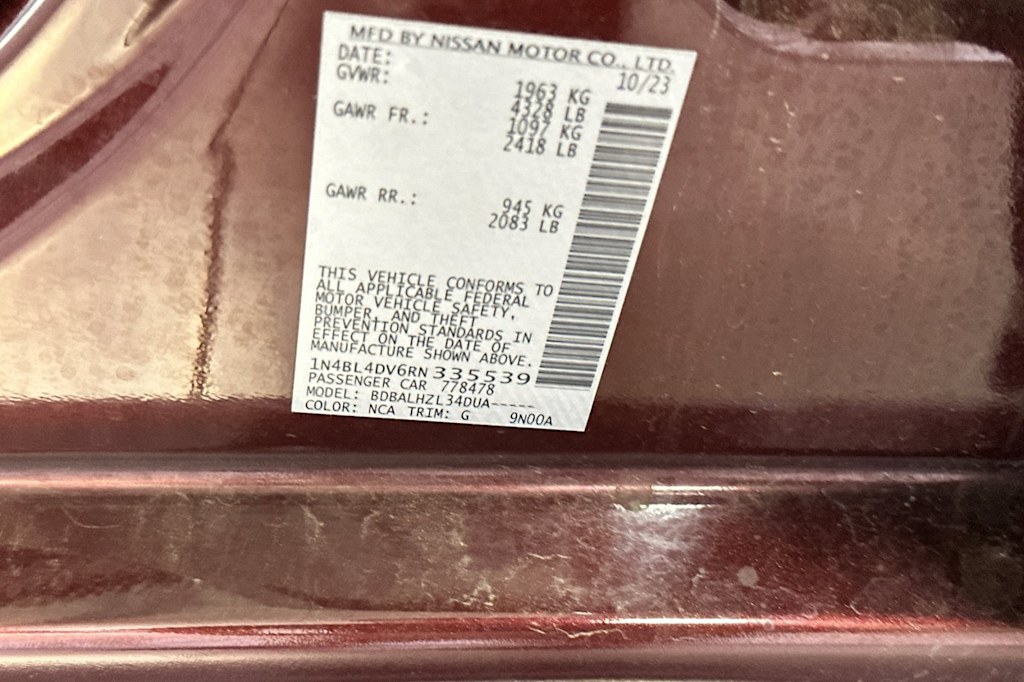 MFD BY NISSAN MOTOR CO., LTD.
DATE: 10/23
GVWR: 1963 KG
4328 LB
GAWR FR.: 1097 KG
2418 LB
GAWR RR.: 945 KG
2083 LB
THIS VEHICLE CONFORMS TO
ALL APPLICABLE FEDERAL
MOTOR VEHICLE SAFETY,
BUMPER, AND THEFT
PREVENTION STANDARDS IN
EFFECT ON THE DATE OF
MANUFACTURE SHOWN ABOVE.
1N4BL4DV6RN335539
PASSENGER CAR 778478
MODEL: BDBALHZL34DUA-----
COLOR: NCA TRIM: G 9N00A